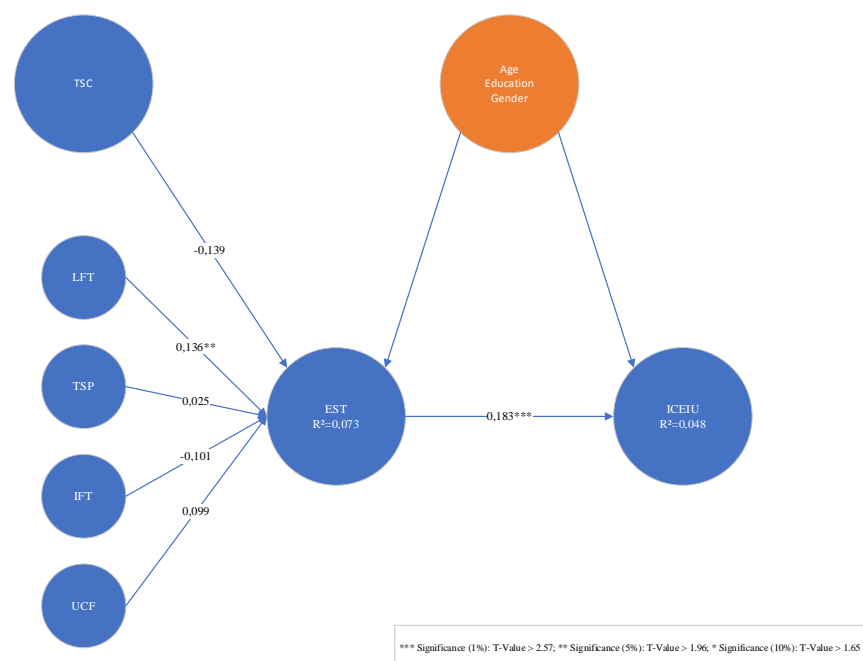 TSC
Age
Education
Gender
-0,139
LFT
0,136**
TSP
0,025
EST
R²=0,073
0,183***
ICEIU
R²=0,048
-0,101
IFT
0,099
UCF
*** Significance (1%): T-Value > 2.57; ** Significance (5%): T-Value > 1.96; * Significance (10%): T-Value > 1.65